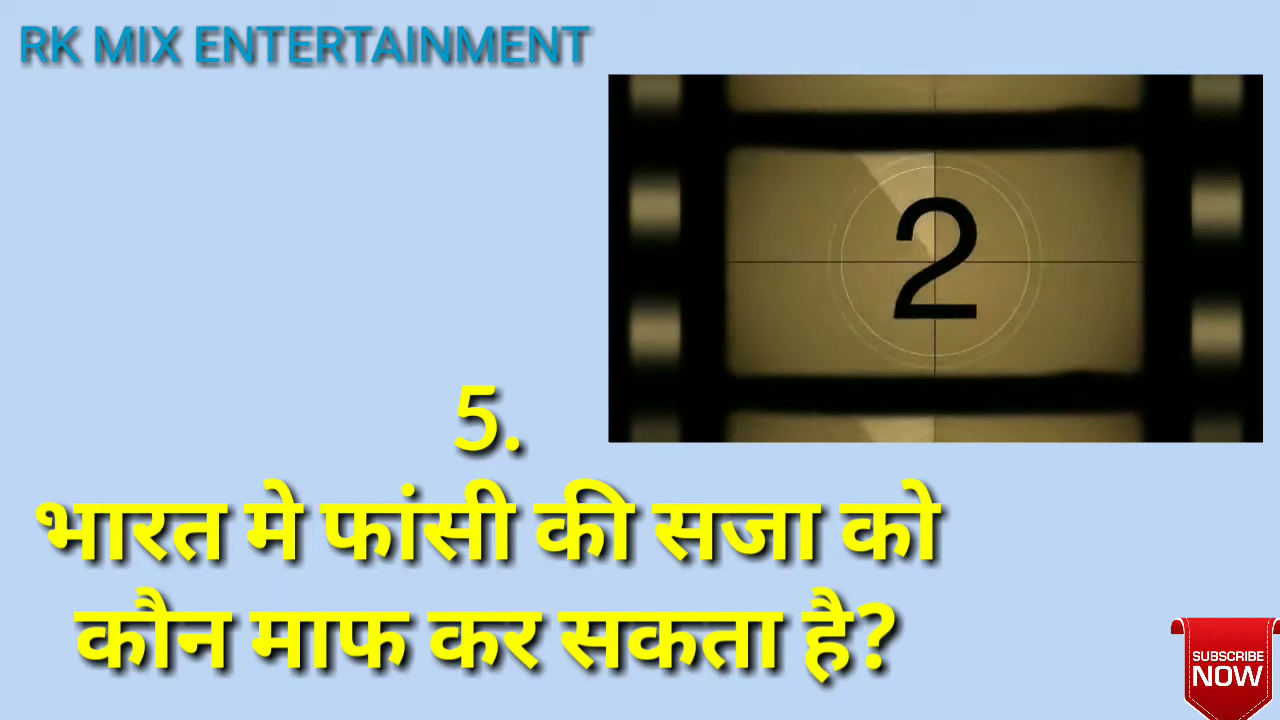 RK MIX ENTERTAINMENT
2
5.
भारत मे फांसी की सजा को
कौन माफ कर सकता है?
SUBSCRIBE
NOW